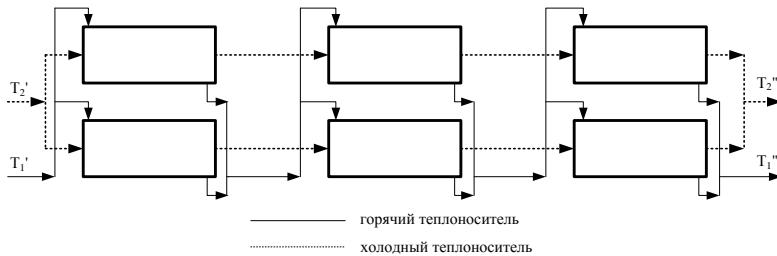 T₂'
T₂"
T₁'
T₁"
горячий теплоноситель
холодный теплоноситель